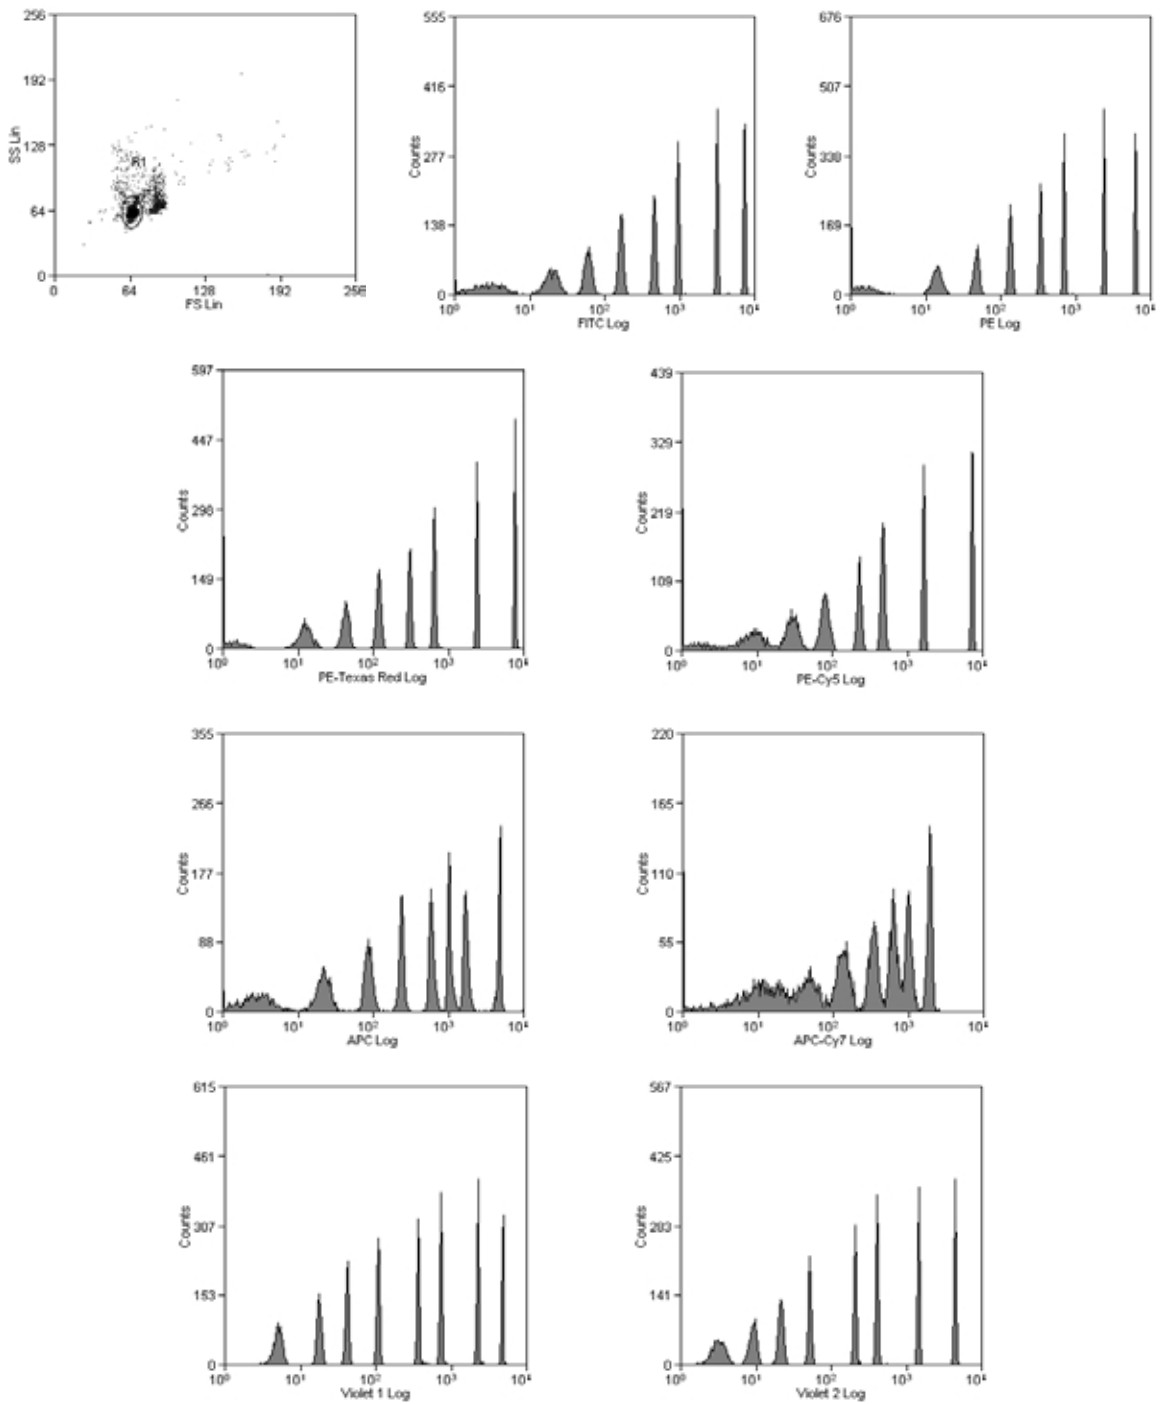 256
192
128
64
0
SS Lin
R1
0 64 128 192 256
FS Lin
555
415
277
138
0
Counts
10⁰ 10¹ 10² 10³ 10⁴
FITC Log
676
507
338
169
0
Counts
10⁰ 10¹ 10² 10³ 10⁴
PE Log
597
447
298
149
0
Counts
10⁰ 10¹ 10² 10³ 10⁴
PE-Texas Red Log
439
329
219
109
0
Counts
10⁰ 10¹ 10² 10³ 10⁴
PE-Cy5 Log
355
266
177
88
0
Counts
10⁰ 10¹ 10² 10³ 10⁴
APC Log
220
165
110
55
0
Counts
10⁰ 10¹ 10² 10³ 10⁴
APC-Cy7 Log
615
461
307
153
0
Counts
10⁰ 10¹ 10² 10³ 10⁴
Violet 1 Log
567
425
283
141
0
Counts
10⁰ 10¹ 10² 10³ 10⁴
Violet 2 Log